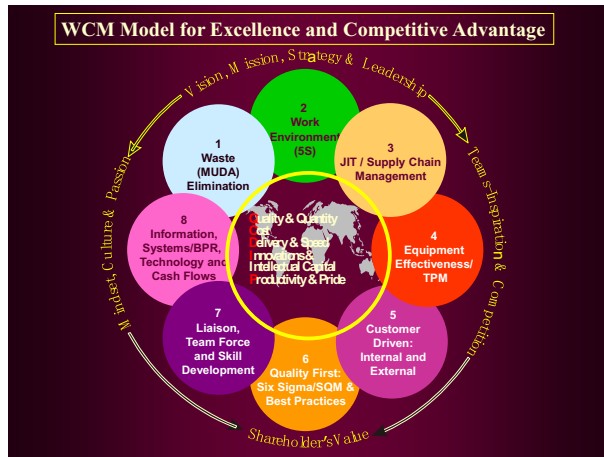 WCM Model for Excellence and Competitive Advantage
Vision, Mission, Strategy & Leadership
Teams-Inspiration & Competition
Shareholder's Value
Mindset, Culture & Passion
1
Waste
(MUDA)
Elimination
2
Work
Environment
(5S)
3
JIT / Supply Chain
Management
4
Equipment
Effectiveness/
TPM
5
Customer
Driven:
Internal and
External
6
Quality First:
Six Sigma/SQM &
Best Practices
7
Liaison,
Team Force
and Skill
Development
8
Information,
Systems/BPR,
Technology and
Cash Flows
Quality & Quantity
Cost
Delivery & Speed
Innovations &
Intellectual Capital
Productivity & Pride